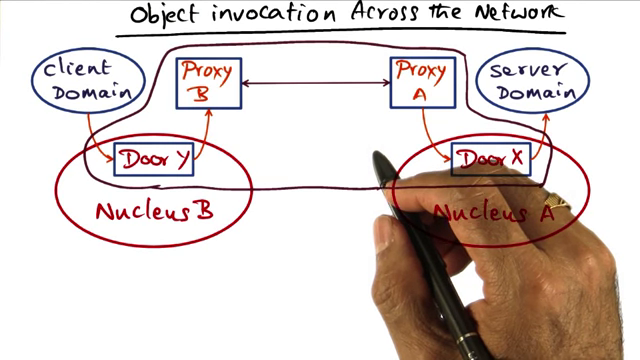 Object invocation Across the Network
client
Domain
Proxy
B
Proxy
A
server
Domain
Door Y
Door X
Nucleus B
Nucleus A